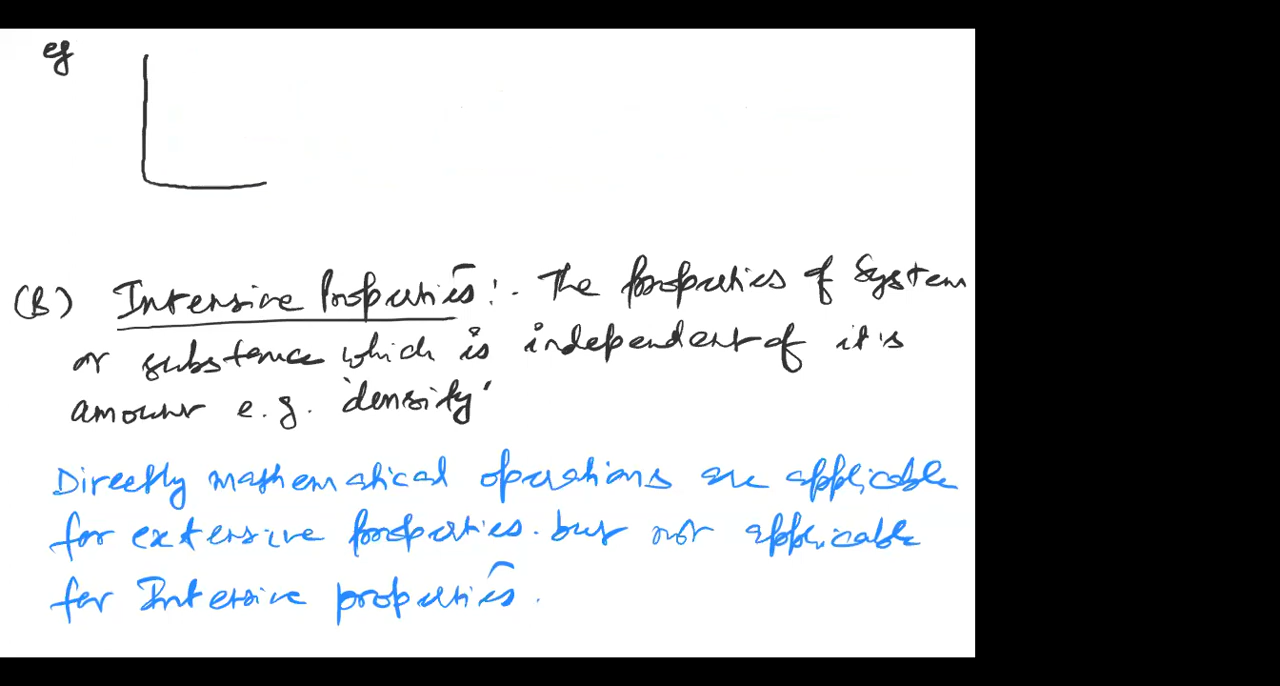 eg
(B) Intensive Properties :- The properties of System
or substance which is independent of it's
amount e.g. 'density'
Directly mathematical operations are applicable
for extensive properties. but not applicable
for Intensive properties.